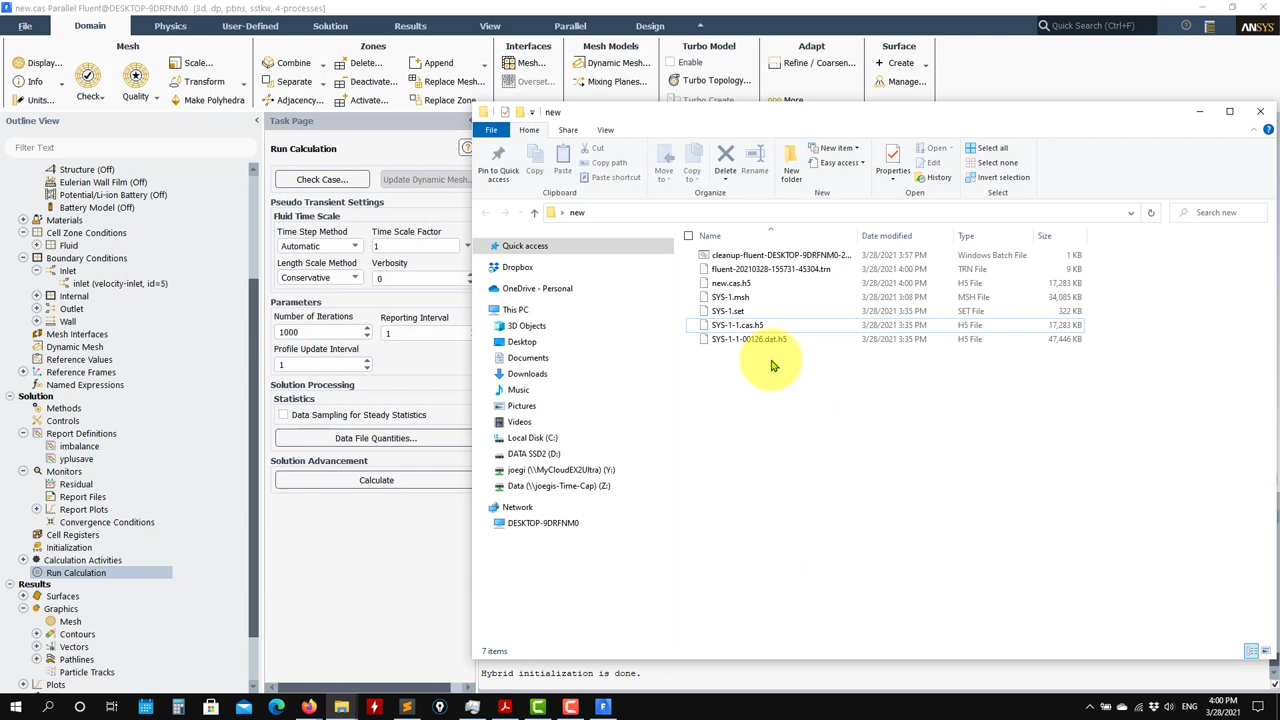 new.cas Parallel Fluent@DESKTOP-9DRFNM0 [3d, dp, pbns, sstkw, 4-processes]
File Domain Physics User-Defined Solution Results View Parallel Design Quick Search (Ctrl+F) ANSYS
Mesh Zones Interfaces Mesh Models Turbo Model Adapt Surface
Display... Scale... Combine Delete... Append Mesh... Dynamic Mesh... Enable Refine / Coarsen... Create
Info Check Quality Transform Separate Deactivate... Replace Mesh... Overset... Mixing Planes... Turbo Topology... Manage...
Units... Make Polyhedra Adjacency... Activate... Replace Zone... Turbo Create More
Outline View
Filter Text
Structure (Off)
Eulerian Wall Film (Off)
Potential/Li-ion Battery (Off)
Battery Model (Off)
Materials
Cell Zone Conditions
Fluid
Boundary Conditions
Inlet
inlet (velocity-inlet, id=5)
Internal
Outlet
Wall
Mesh Interfaces
Dynamic Mesh
Reference Values
Reference Frames
Named Expressions
Solution
Methods
Controls
Report Definitions
imbalance
yplusave
Monitors
Residual
Report Files
Report Plots
Convergence Conditions
Cell Registers
Initialization
Calculation Activities
Run Calculation
Results
Surfaces
Graphics
Mesh
Contours
Vectors
Pathlines
Particle Tracks
Plots
Task Page
Run Calculation
Check Case... Update Dynamic Mesh...
Pseudo Transient Settings
Fluid Time Scale
Time Step Method Time Scale Factor
Automatic 1
Length Scale Method Verbosity
Conservative 0
Parameters
Number of Iterations Reporting Interval
1000 1
Profile Update Interval
1
Solution Processing
Statistics
Data Sampling for Steady Statistics
Data File Quantities...
Solution Advancement
Calculate
new
File Home Share View
Pin to Quick access Copy Paste Cut Copy path Paste shortcut Move to Copy to Delete Rename New folder New item Easy access Properties Open Edit History Select all Select none Invert selection
Clipboard Organize New Open Select
new Search new
Quick access
Dropbox
OneDrive - Personal
This PC
3D Objects
Desktop
Documents
Downloads
Music
Pictures
Videos
Local Disk (C:)
DATA SSD2 (D:)
joegi (\\MyCloudEX2Ultra) (Y:)
Data (\\joegis-Time-Cap) (Z:)
Network
DESKTOP-9DRFNM0
Name Date modified Type Size
cleanup-fluent-DESKTOP-9DRFNM0-2... 3/28/2021 3:57 PM Windows Batch File 1 KB
fluent-20210328-155731-45304.trn 3/28/2021 4:00 PM TRN File 9 KB
new.cas.h5 3/28/2021 4:00 PM H5 File 17,283 KB
SYS-1.msh 3/28/2021 3:08 PM MSH File 34,085 KB
SYS-1.set 3/28/2021 3:35 PM SET File 322 KB
SYS-1-1.cas.h5 3/28/2021 3:35 PM H5 File 17,283 KB
SYS-1-1-00126.dat.h5 3/28/2021 3:35 PM H5 File 47,446 KB
7 items
Hybrid initialization is done.
ENG 4:00 PM
3/28/2021